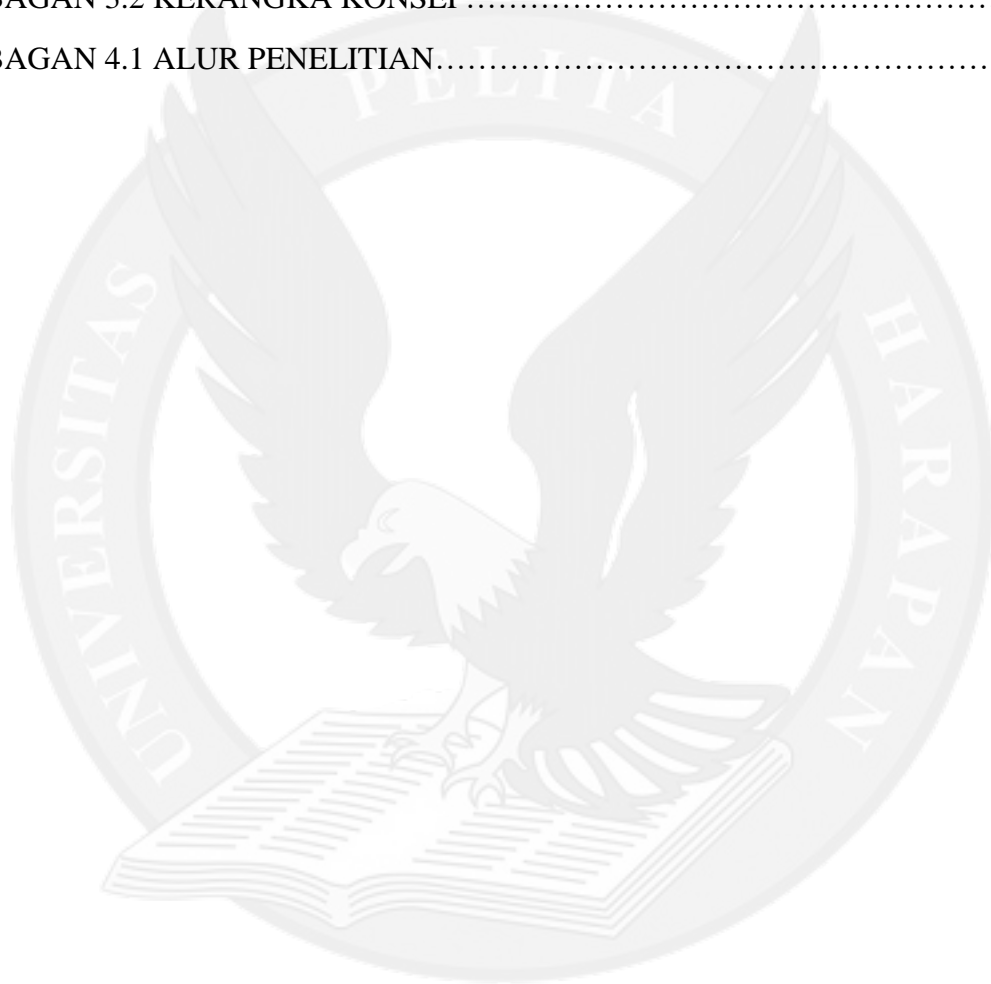 BAGAN 3.2 KERANGKA KONSEP ……………………………………………
BAGAN 4.1 ALUR PENELITIAN……………………………………………
UNIVERSITAS PELITA HARAPAN